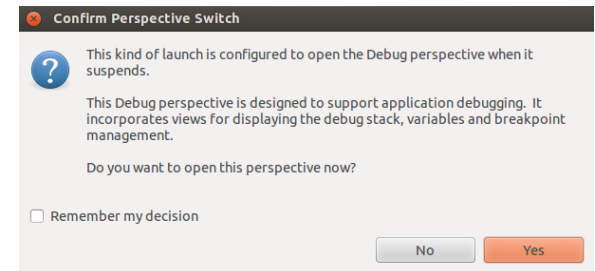 Confirm Perspective Switch
This kind of launch is configured to open the Debug perspective when it
suspends.
This Debug perspective is designed to support application debugging. It
incorporates views for displaying the debug stack, variables and breakpoint
management.
Do you want to open this perspective now?
Remember my decision
No
Yes